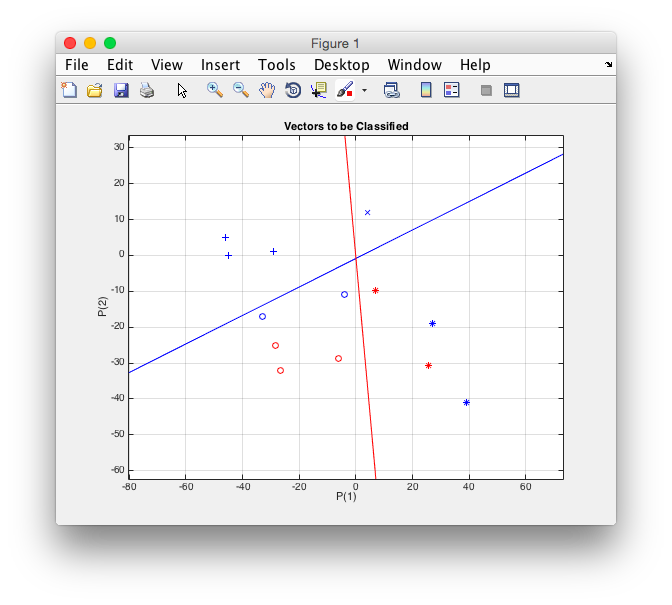 Figure 1
File Edit View Insert Tools Desktop Window Help
Vectors to be Classified
30
20
10
0
-10
-20
-30
-40
-50
-60
P(2)
-80 -60 -40 -20 0 20 40 60
P(1)